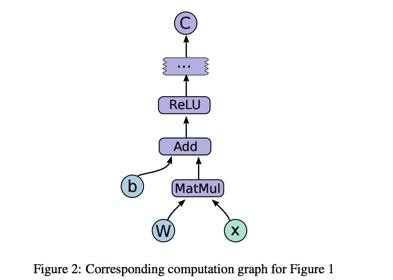 C
...
ReLU
Add
b
MatMul
W
x
Figure 2: Corresponding computation graph for Figure 1